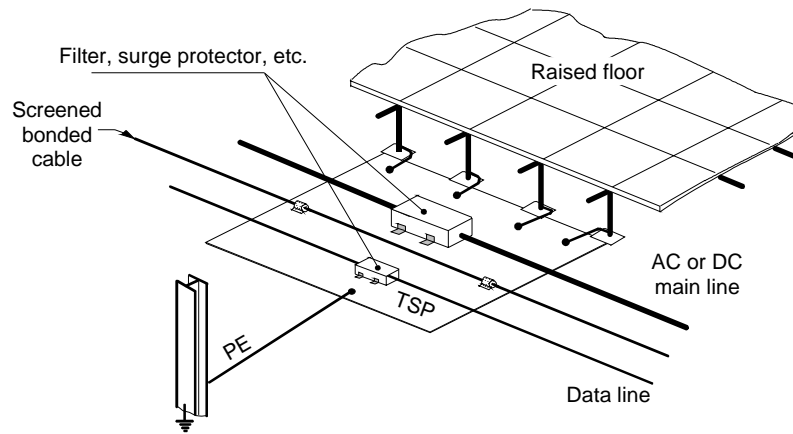 Filter, surge protector, etc.
Raised floor
Screened
bonded
cable
AC or DC
main line
TSP
PE
Data line